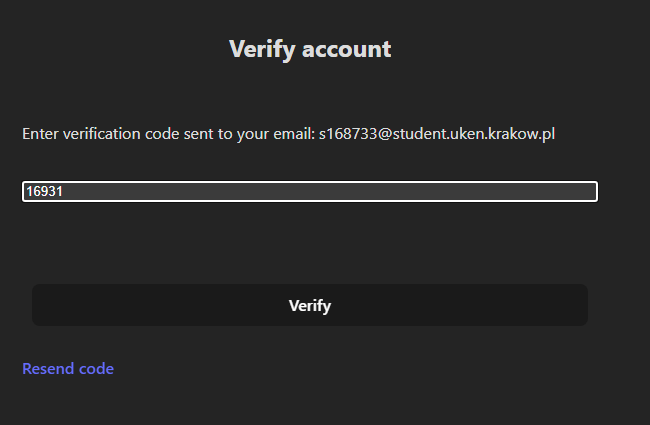 Verify account
Enter verification code sent to your email: s168733@student.uken.krakow.pl
16931
Verify
Resend code